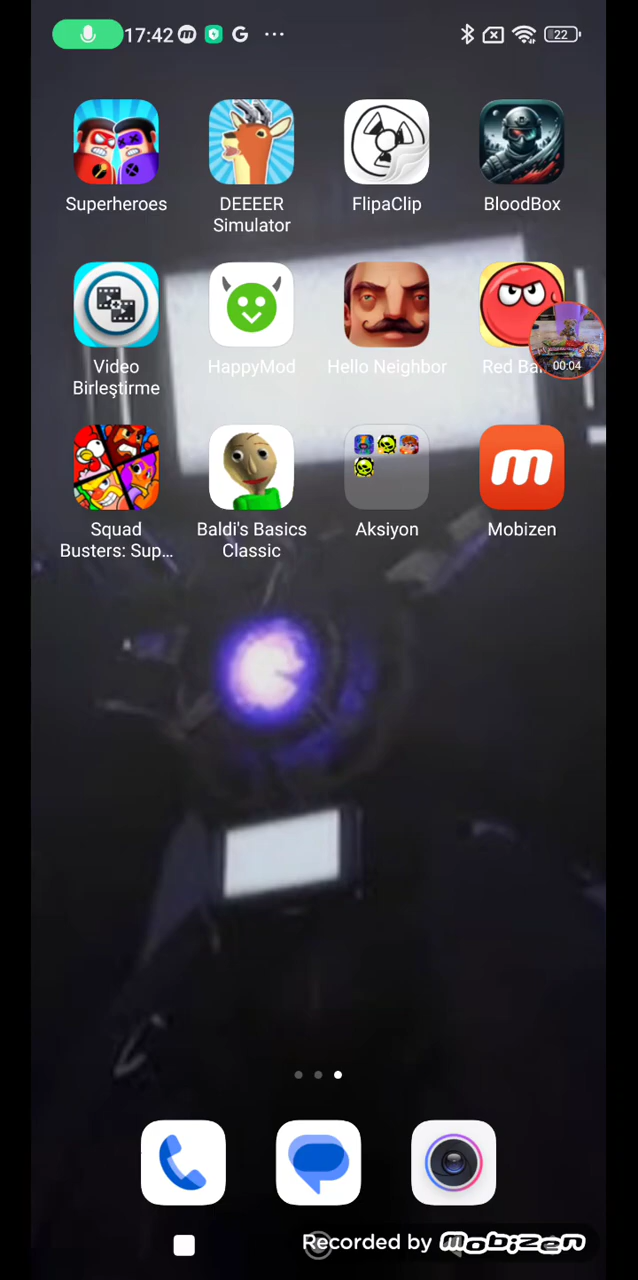 17:42
22
Superheroes
DEEEER
Simulator
FlipaClip
BloodBox
Video
Birleştirme
HappyMod
Hello Neighbor
Red Ba
00:04
Squad
Busters: Sup...
Baldi's Basics
Classic
Aksiyon
Mobizen
Recorded by mobizen